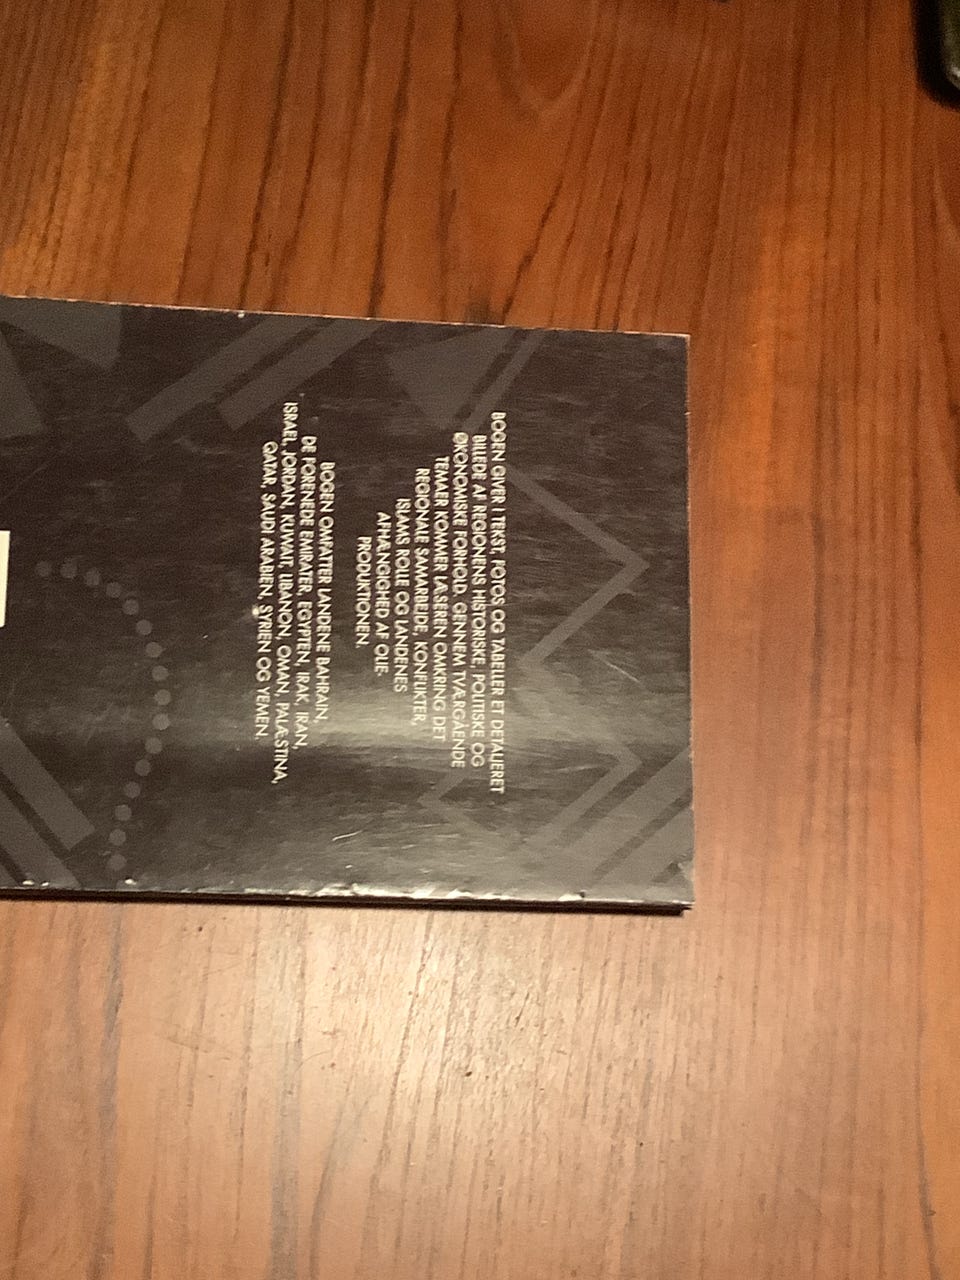 BOGEN GIVER I TEKST, FOTOS OG TABELLER ET DETALJERET
BILLEDE AF REGIONENS HISTORISKE, POLITISKE OG
ØKONOMISKE FORHOLD. GENNEM TVÆRGÅENDE
TEMAER KOMMER LÆSEREN OMKRING DET
REGIONALE SAMARBEJDE, KONFLIKTER,
ISLAMS ROLLE OG LANDENES
AFHÆNGIGHED AF OLIE-
PRODUKTIONEN.
BOGEN OMFATTER LANDENE BAHRAIN,
DE FORENEDE EMIRATER, EGYPTEN, IRAK, IRAN,
ISRAEL, JORDAN, KUWAIT, LIBANON, OMAN, PALÆSTINA,
QATAR, SAUDI ARABIEN, SYRIEN OG YEMEN.